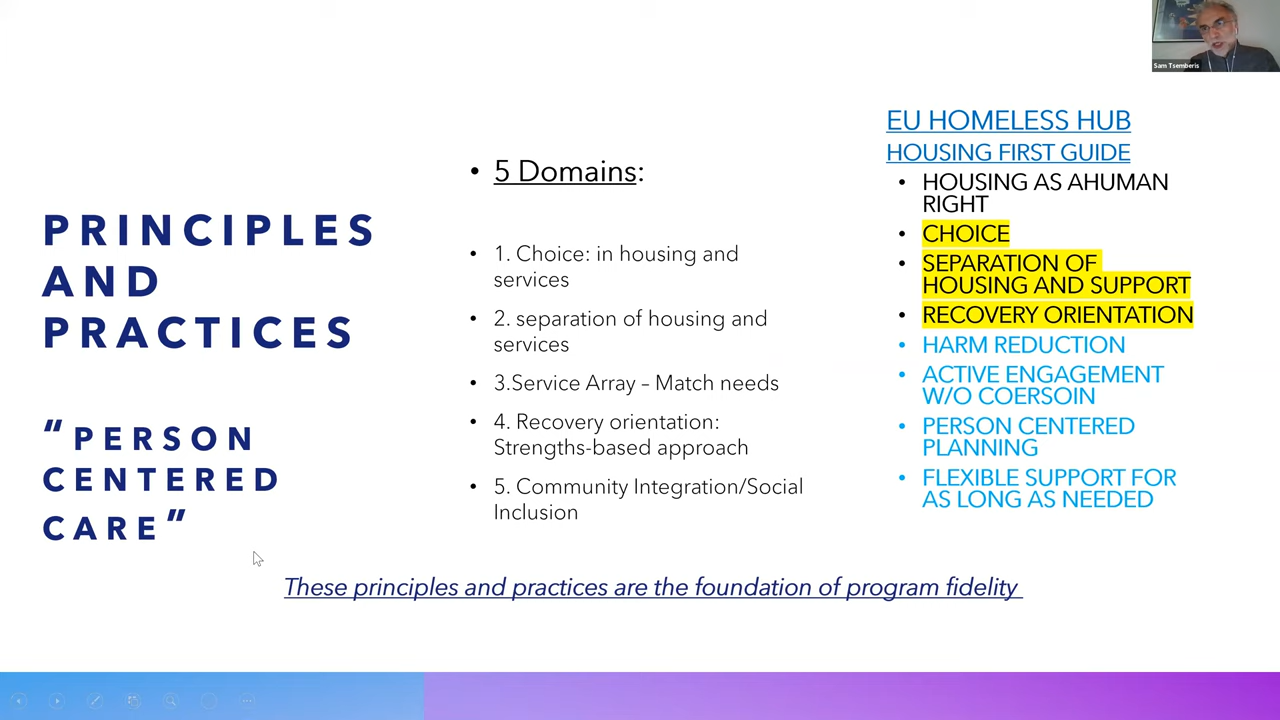 Sam Tsemberis
PRINCIPLES
AND
PRACTICES
"PERSON
CENTERED
CARE"
• 5 Domains:
• 1. Choice: in housing and
services
• 2. separation of housing and
services
• 3.Service Array – Match needs
• 4. Recovery orientation:
Strengths-based approach
• 5. Community Integration/Social
Inclusion
EU HOMELESS HUB
HOUSING FIRST GUIDE
• HOUSING AS AHUMAN
RIGHT
• CHOICE
• SEPARATION OF
HOUSING AND SUPPORT
• RECOVERY ORIENTATION
• HARM REDUCTION
• ACTIVE ENGAGEMENT
W/O COERSOIN
• PERSON CENTERED
PLANNING
• FLEXIBLE SUPPORT FOR
AS LONG AS NEEDED
These principles and practices are the foundation of program fidelity